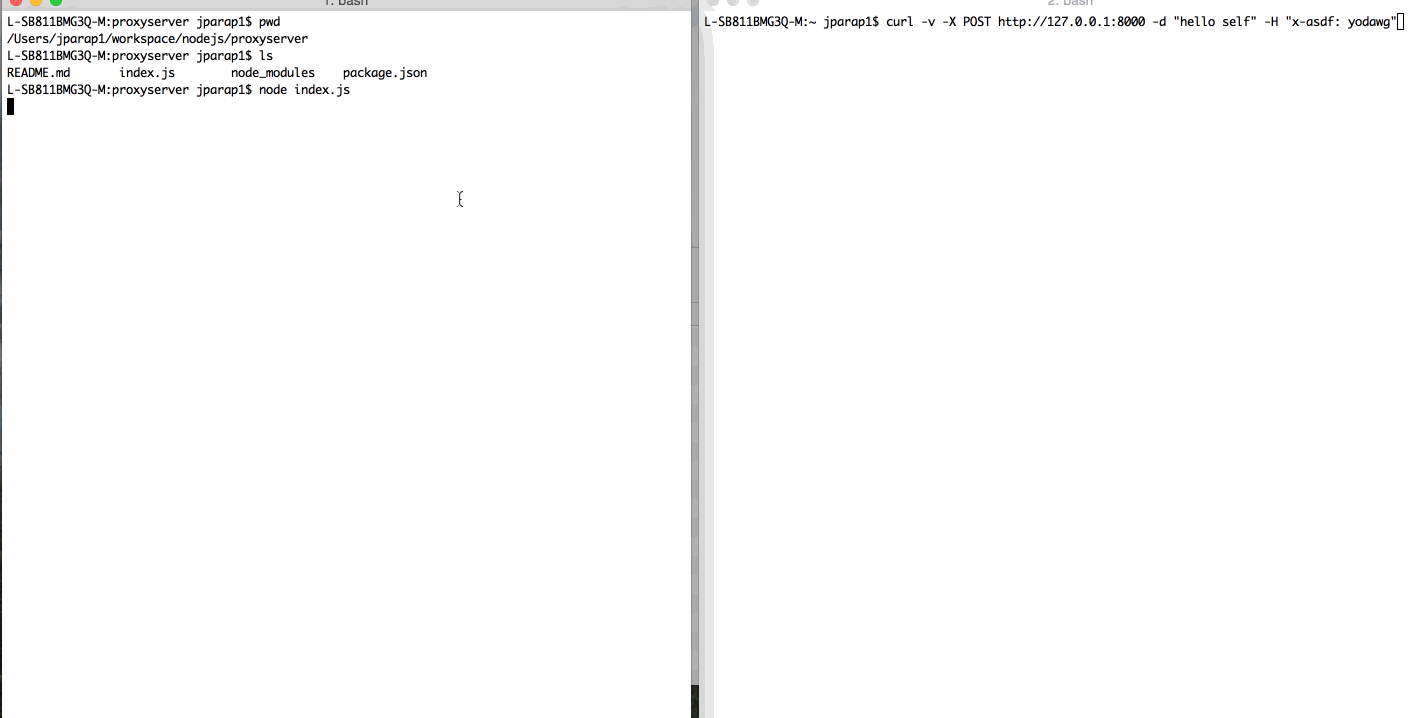 1. bash
L-SB811BMG3Q-M:proxyserver jparap1$ pwd
/Users/jparap1/workspace/nodejs/proxyserver
L-SB811BMG3Q-M:proxyserver jparap1$ ls
README.md index.js node_modules package.json
L-SB811BMG3Q-M:proxyserver jparap1$ node index.js
2. bash
L-SB811BMG3Q-M:~ jparap1$ curl -v -X POST http://127.0.0.1:8000 -d "hello self" -H "x-asdf: yodawg"